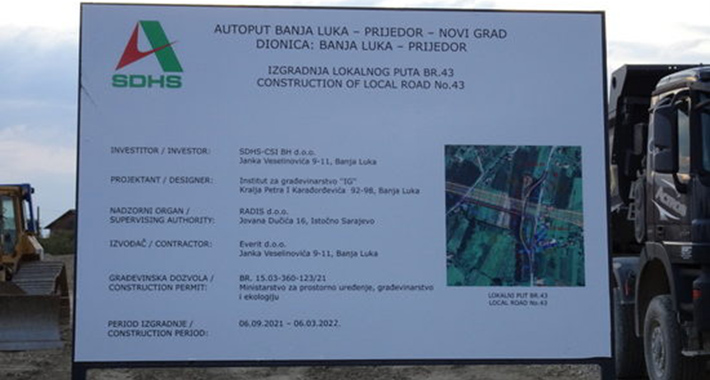 SDHS
AUTOPUT BANJA LUKA – PRIJEDOR – NOVI GRAD
DIONICA: BANJA LUKA – PRIJEDOR
IZGRADNJA LOKALNOG PUTA BR.43
CONSTRUCTION OF LOCAL ROAD No.43
INVESTITOR / INVESTOR: SDHS-CSI BH d.o.o.
Janka Veselinovića 9-11, Banja Luka
PROJEKTANT / DESIGNER: Institut za građevinarstvo "IG"
Kralja Petra I Karađorđevića 92-98, Banja Luka
NADZORNI ORGAN / RADIS d.o.o.
SUPERVISING AUTHORITY: Jovana Dučića 16, Istočno Sarajevo
IZVOĐAČ / CONTRACTOR: Everit d.o.o.
Janka Veselinovića 9-11, Banja Luka
GRAĐEVINSKA DOZVOLA / BR. 15.03-360-123/21
CONSTRUCTION PERMIT: Ministarstvo za prostorno uređenje, građevinarstvo
i ekologiju
PERIOD IZGRADNJE / 06.09.2021 – 06.03.2022.
CONSTRUCTION PERIOD:
LOKALNI PUT BR.43
LOCAL ROAD No.43